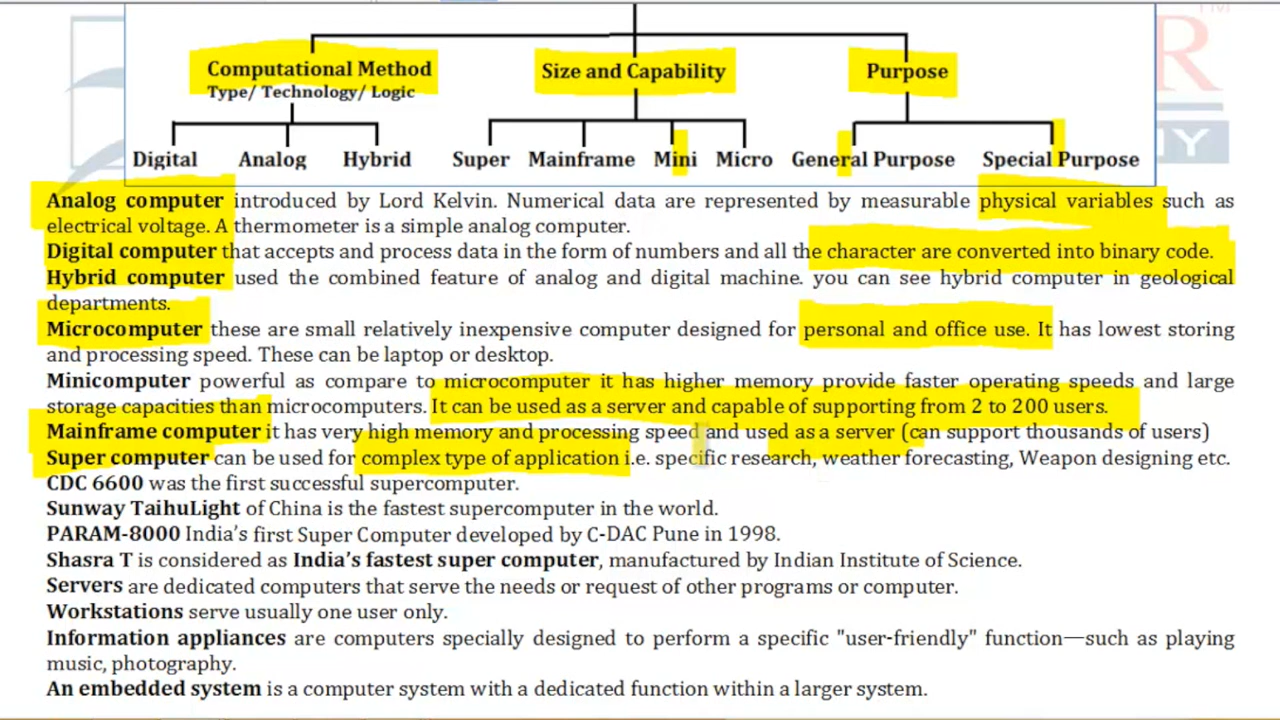 TM
Computational Method Size and Capability Purpose
Type/ Technology/ Logic
Digital Analog Hybrid Super Mainframe Mini Micro General Purpose Special Purpose
R
NY
Analog computer introduced by Lord Kelvin. Numerical data are represented by measurable physical variables such as
electrical voltage. A thermometer is a simple analog computer.
Digital computer that accepts and process data in the form of numbers and all the character are converted into binary code.
Hybrid computer used the combined feature of analog and digital machine. you can see hybrid computer in geological
departments.
Microcomputer these are small relatively inexpensive computer designed for personal and office use. It has lowest storing
and processing speed. These can be laptop or desktop.
Minicomputer powerful as compare to microcomputer it has higher memory provide faster operating speeds and large
storage capacities than microcomputers. It can be used as a server and capable of supporting from 2 to 200 users.
Mainframe computer it has very high memory and processing speed and used as a server (can support thousands of users)
Super computer can be used for complex type of application i.e. specific research, weather forecasting, Weapon designing etc.
CDC 6600 was the first successful supercomputer.
Sunway TaihuLight of China is the fastest supercomputer in the world.
PARAM-8000 India's first Super Computer developed by C-DAC Pune in 1998.
Shasra T is considered as India's fastest super computer, manufactured by Indian Institute of Science.
Servers are dedicated computers that serve the needs or request of other programs or computer.
Workstations serve usually one user only.
Information appliances are computers specially designed to perform a specific "user-friendly" function—such as playing
music, photography.
An embedded system is a computer system with a dedicated function within a larger system.